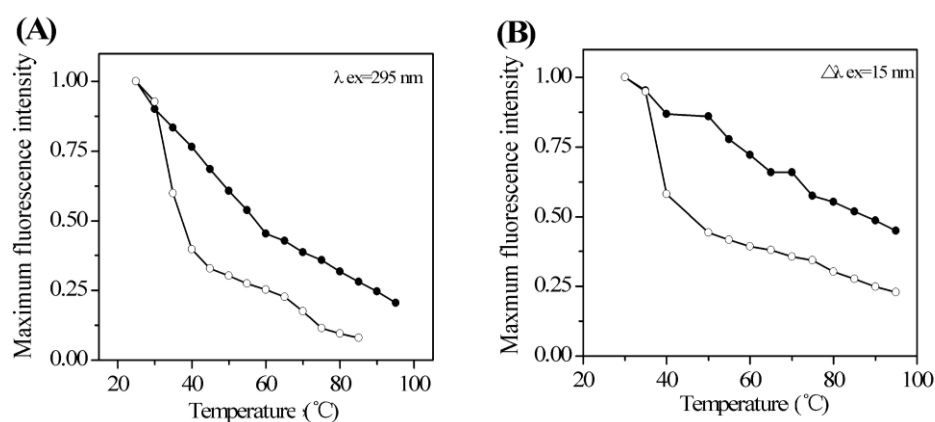 (A)
λ ex=295 nm
Maximum fluorescence intensity
1.00
0.75
0.50
0.25
0.00
20 40 60 80 100
Temperature (℃)
(B)
△λ ex=15 nm
Maxmum fluorescence intensity
1.00
0.75
0.50
0.25
0.00
20 40 60 80 100
Temperature (℃)